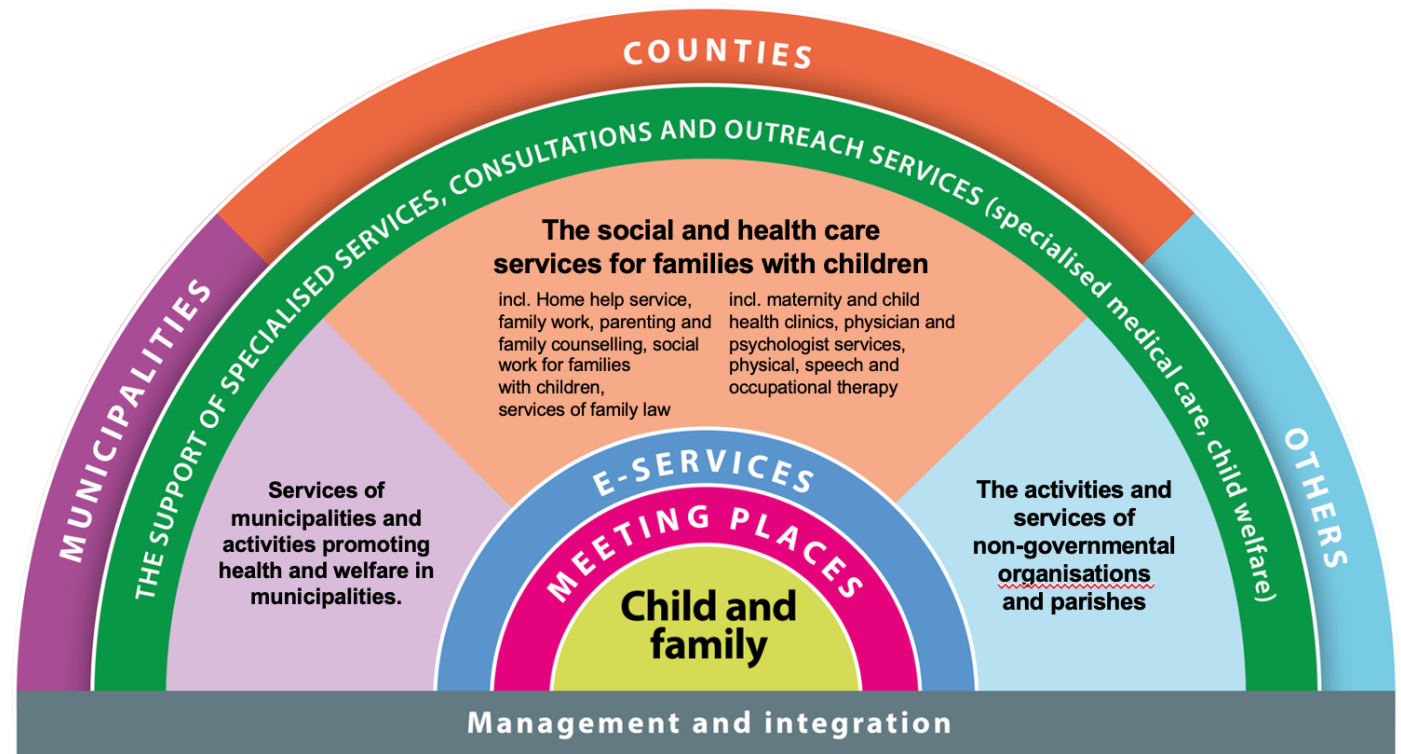 COUNTIES
MUNICIPALITIES
OTHERS
THE SUPPORT OF SPECIALISED SERVICES, CONSULTATIONS AND OUTREACH SERVICES (specialised medical care, child welfare)
The social and health care
services for families with children
incl. Home help service,
family work, parenting and
family counselling, social
work for families
with children,
services of family law
incl. maternity and child
health clinics, physician and
psychologist services,
physical, speech and
occupational therapy
Services of
municipalities and
activities promoting
health and welfare in
municipalities.
The activities and
services of
non-governmental
organisations
and parishes
E-SERVICES
MEETING PLACES
Child and
family
Management and integration